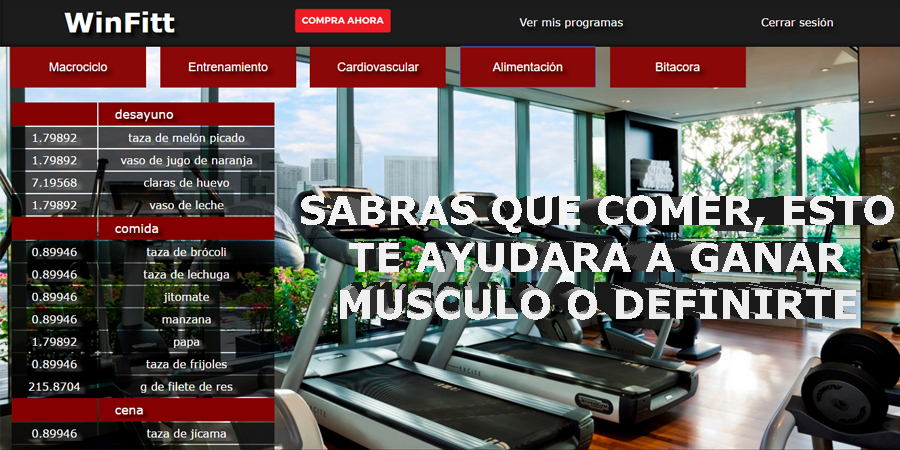 WinFitt
COMPRA AHORA
Ver mis programas
Cerrar sesión
Macrociclo
Entrenamiento
Cardiovascular
Alimentación
Bitacora
desayuno
1.79892 taza de melón picado
1.79892 vaso de jugo de naranja
7.19568 claras de huevo
1.79892 vaso de leche
comida
0.89946 taza de brócoli
0.89946 taza de lechuga
0.89946 jitomate
0.89946 manzana
1.79892 papa
0.89946 taza de frijoles
215.8704 g de filete de res
cena
0.89946 taza de jícama
SABRAS QUE COMER, ESTO
TE AYUDARA A GANAR
MUSCULO O DEFINIRTE